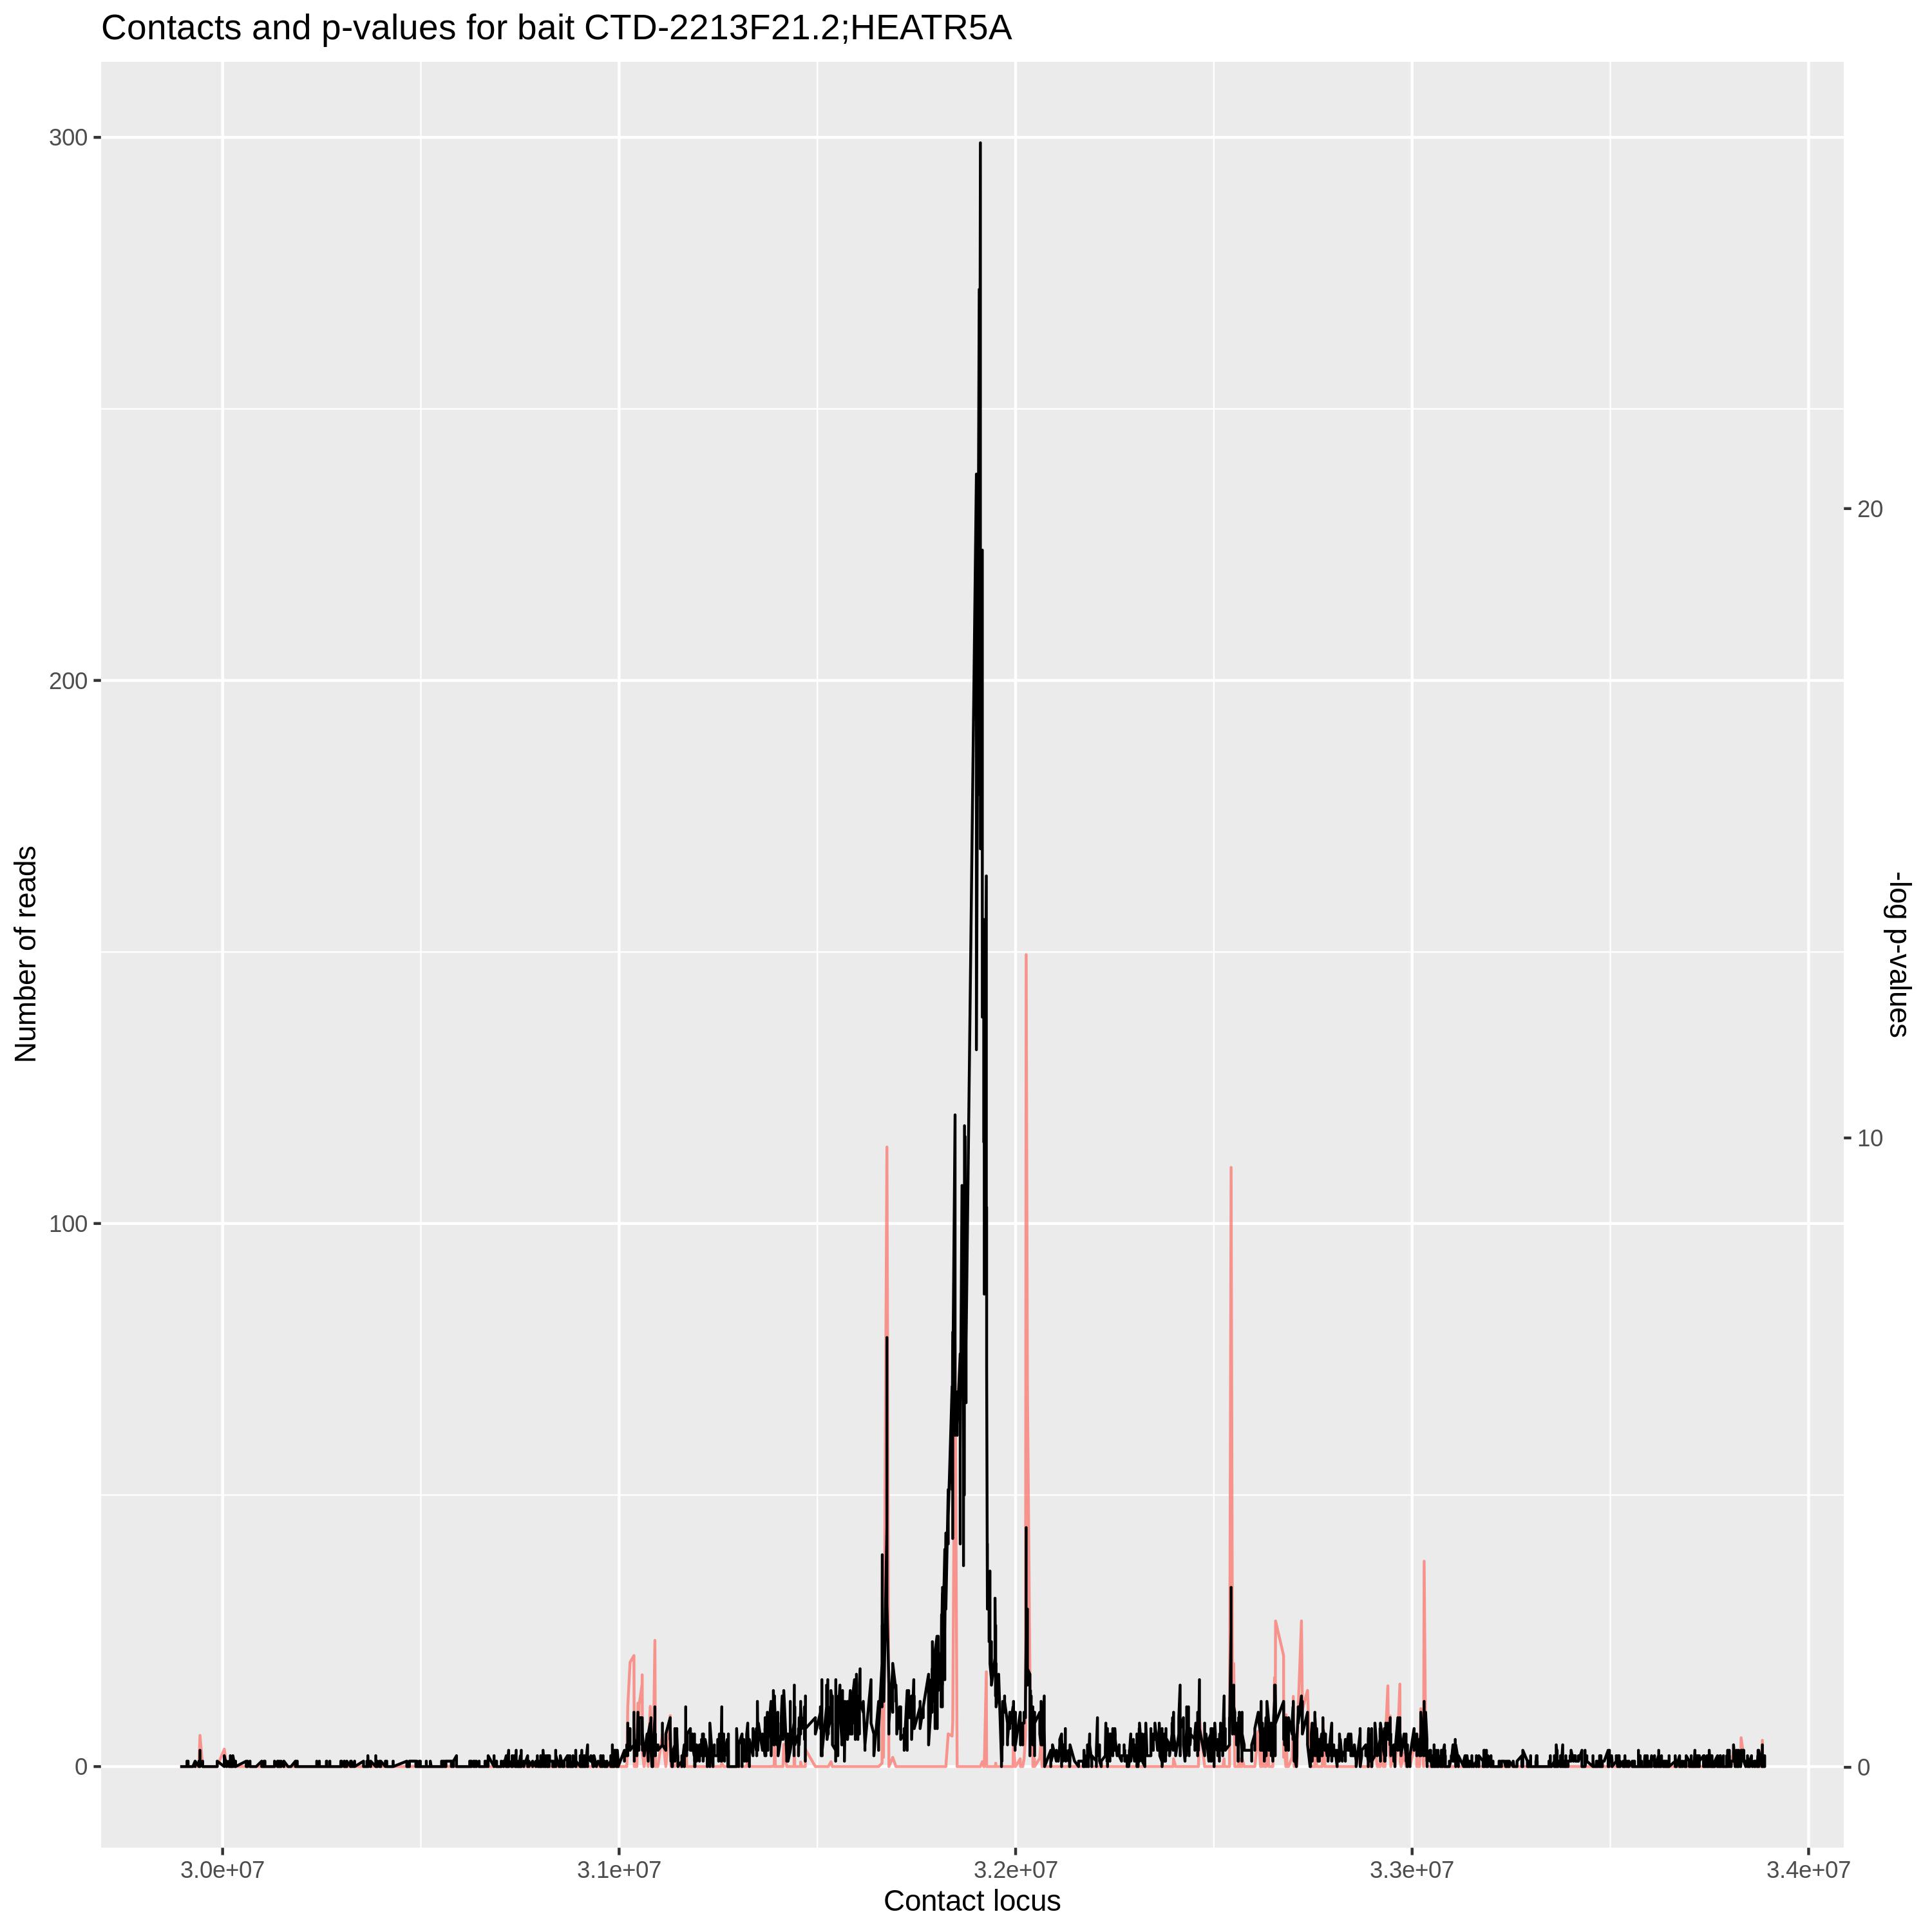 Contacts and p-values for bait CTD-2213F21.2;HEATR5A
300
200
100
0
Number of reads
20
10
0
-log p-values
3.0e+07
3.1e+07
3.2e+07
3.3e+07
3.4e+07
Contact locus